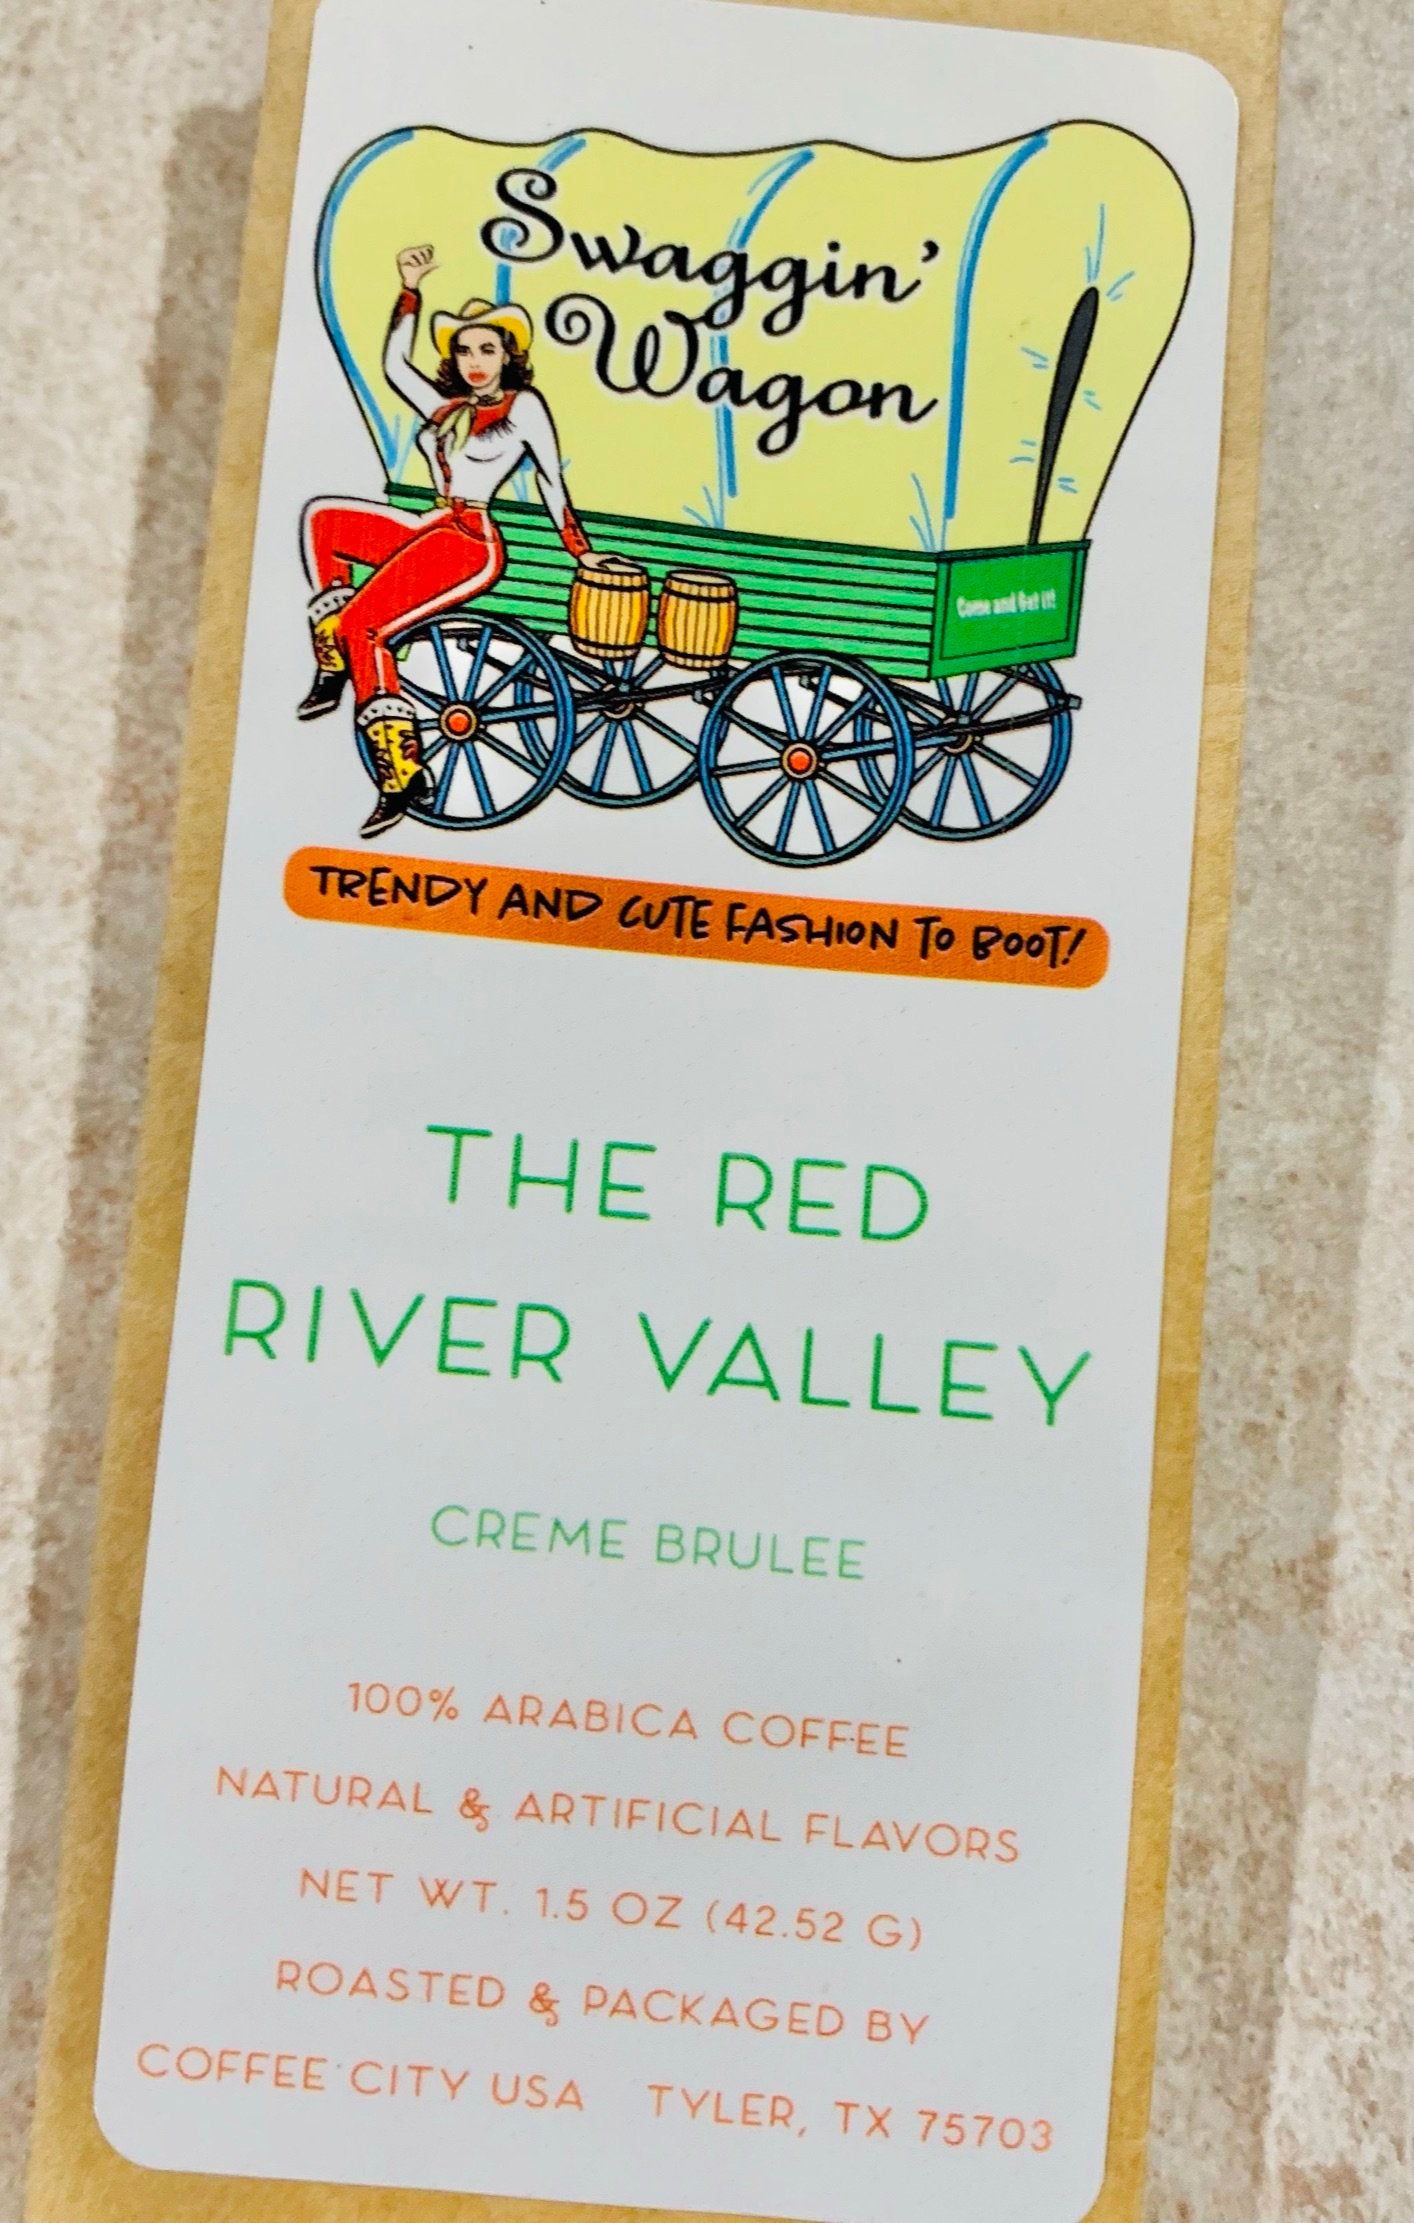 Swaggin'
Wagon
Come and Get it!
TRENDY AND CUTE FASHION TO BOOT!
THE RED
RIVER VALLEY
CREME BRULEE
100% ARABICA COFFEE
NATURAL & ARTIFICIAL FLAVORS
NET WT. 1.5 OZ (42.52 G)
ROASTED & PACKAGED BY
COFFEE CITY USA TYLER, TX 75703